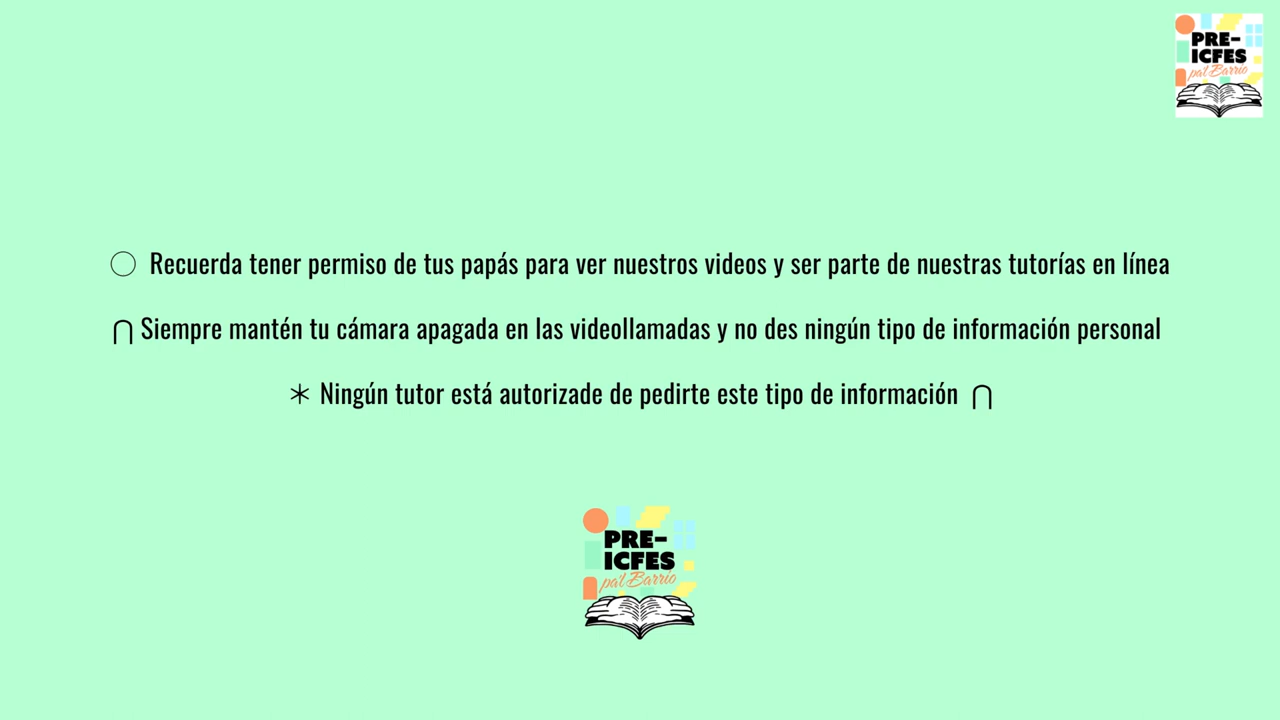 PRE-
ICFES
pa'l Barrio
Recuerda tener permiso de tus papás para ver nuestros videos y ser parte de nuestras tutorías en línea
Siempre mantén tu cámara apagada en las videollamadas y no des ningún tipo de información personal
Ningún tutor está autorizade de pedirte este tipo de información
PRE-
ICFES
pa'l Barrio